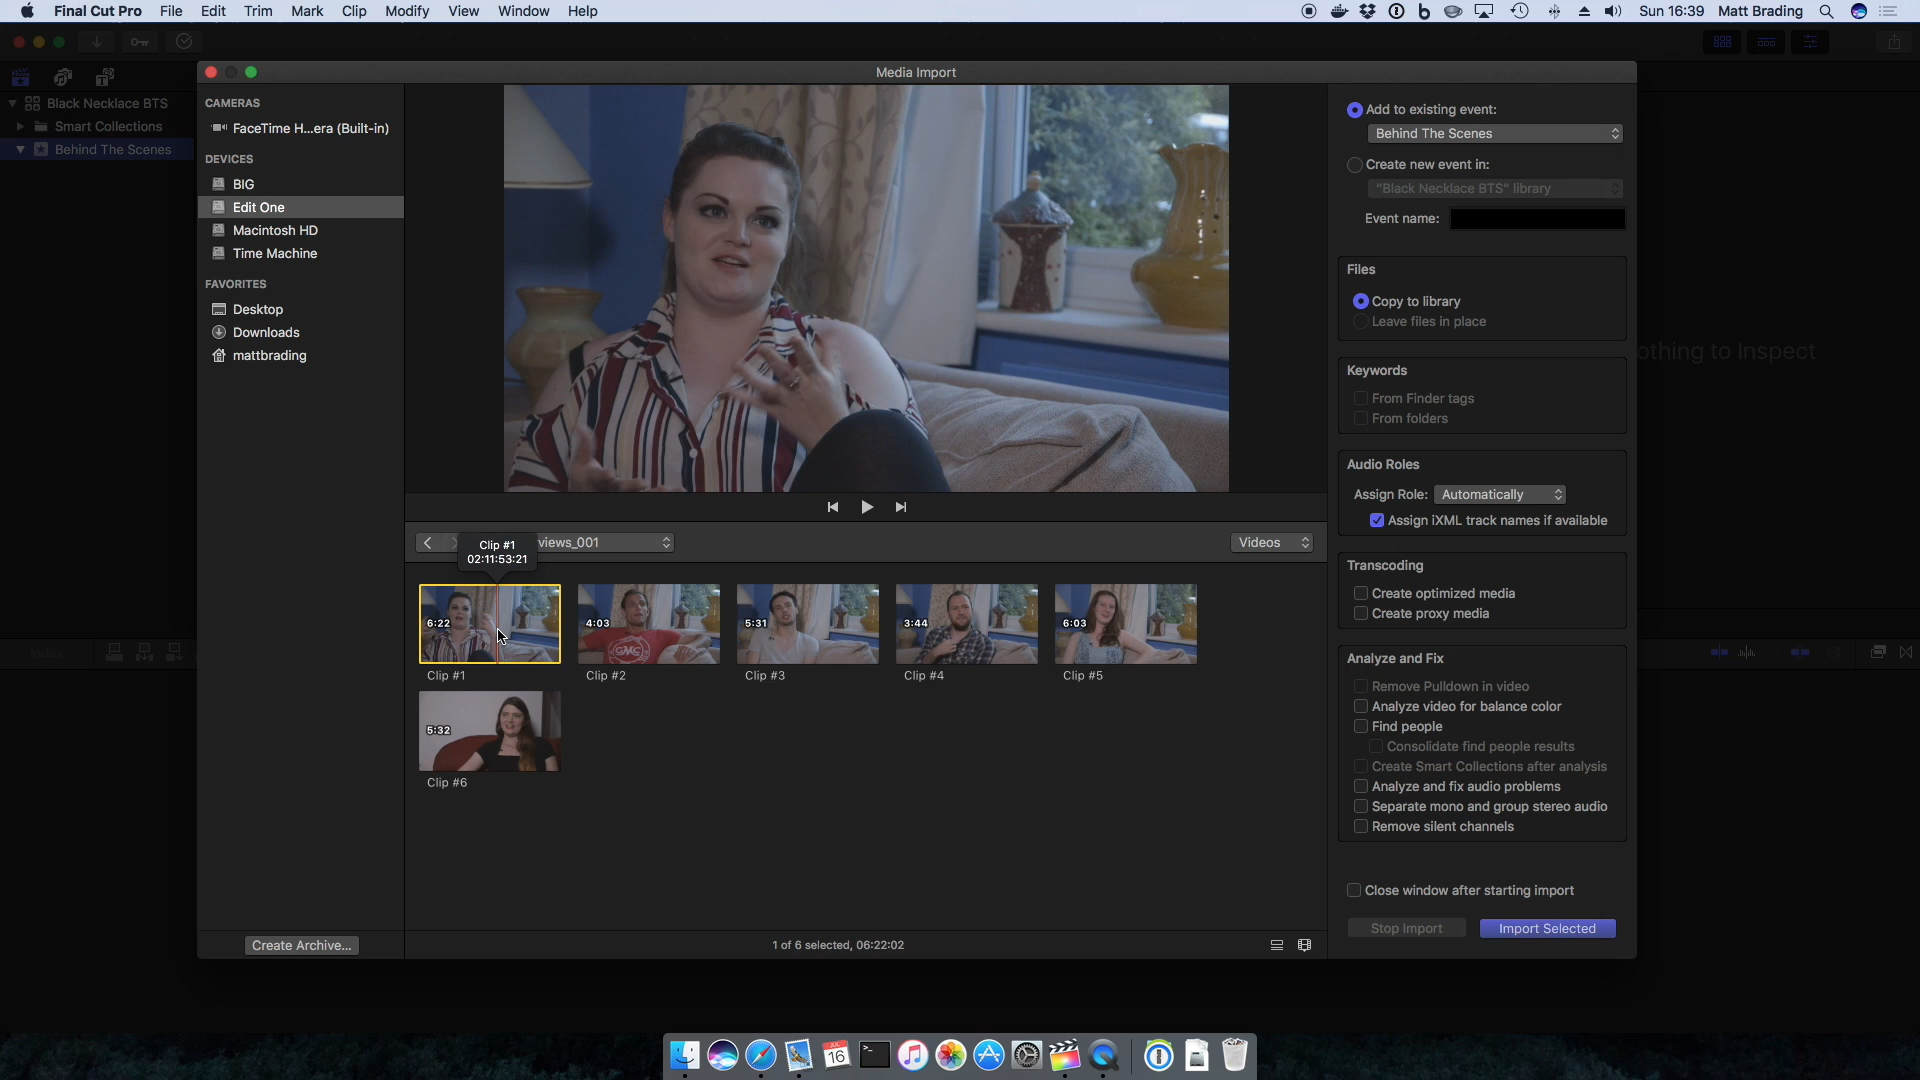 Final Cut Pro File Edit Trim Mark Clip Modify View Window Help Sun 16:39 Matt Brading
Media Import
Black Necklace BTS
Smart Collections
Behind The Scenes
CAMERAS
FaceTime H...era (Built-in)
DEVICES
BIG
Edit One
Macintosh HD
Time Machine
FAVORITES
Desktop
Downloads
mattbrading
Create Archive...
views_001
Videos
Clip #1
02:11:53:21
6:22
4:03
GMC
5:31
3:44
6:03
Clip #1
Clip #2
Clip #3
Clip #4
Clip #5
5:32
Clip #6
1 of 6 selected, 06:22:02
Add to existing event:
Behind The Scenes
Create new event in:
"Black Necklace BTS" library
Event name:
Files
Copy to library
Leave files in place
Keywords
From Finder tags
From folders
Audio Roles
Assign Role: Automatically
Assign iXML track names if available
Transcoding
Create optimized media
Create proxy media
Analyze and Fix
Remove Pulldown in video
Analyze video for balance color
Find people
Consolidate find people results
Create Smart Collections after analysis
Analyze and fix audio problems
Separate mono and group stereo audio
Remove silent channels
Close window after starting import
Stop Import
Import Selected
othing to Inspect
Index
JUL
16